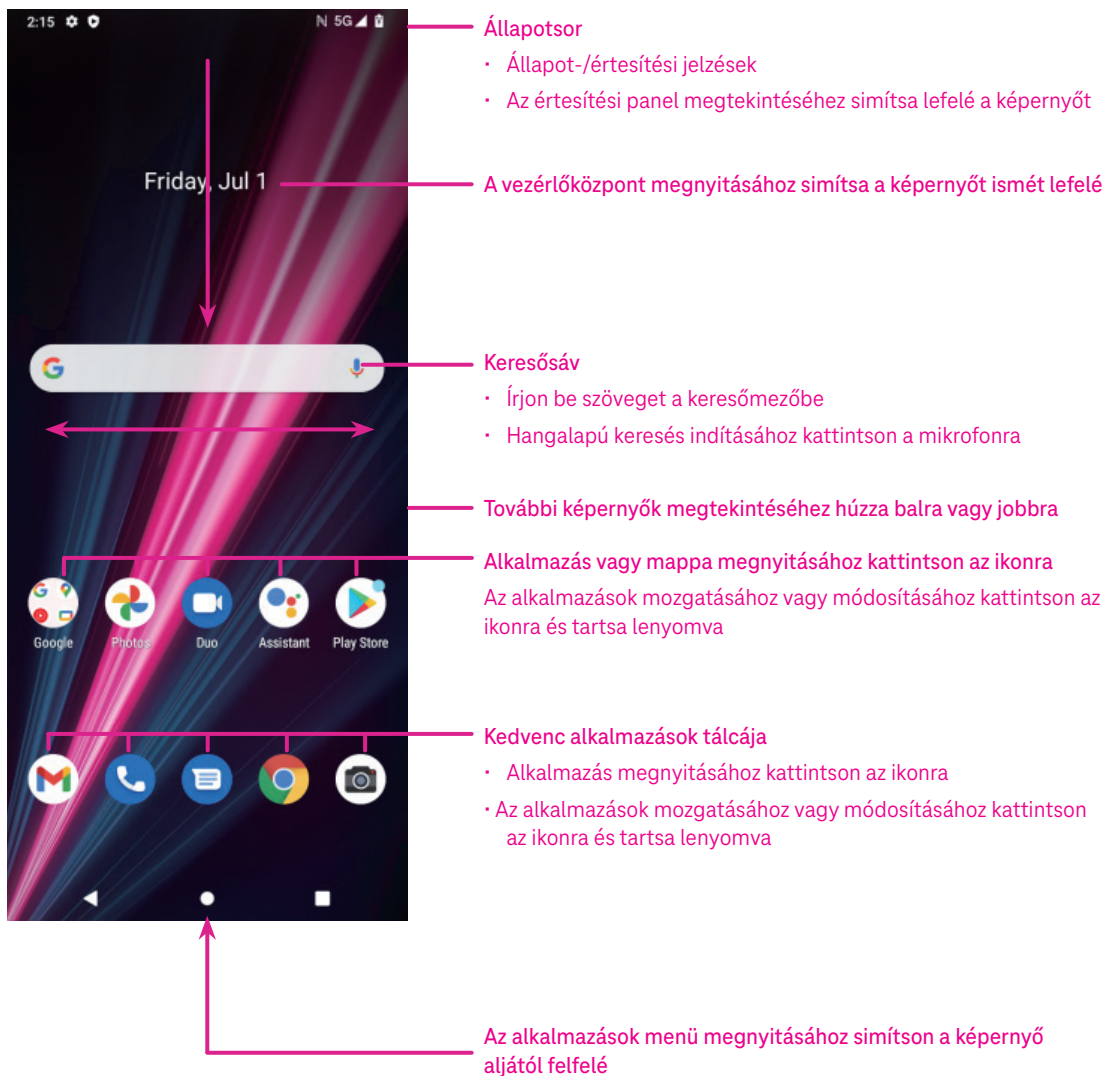 2:15 5G
Állapotsor
· Állapot-/értesítési jelzések
· Az értesítési panel megtekintéséhez simítsa lefelé a képernyőt
Friday, Jul 1
A vezérlőközpont megnyitásához simítsa a képernyőt ismét lefelé
Keresősáv
· Írjon be szöveget a keresőmezőbe
· Hangalapú keresés indításához kattintson a mikrofonra
További képernyők megtekintéséhez húzza balra vagy jobbra
Alkalmazás vagy mappa megnyitásához kattintson az ikonra
Az alkalmazások mozgatásához vagy módosításához kattintson az
ikonra és tartsa lenyomva
Google Photos Duo Assistant Play Store
Kedvenc alkalmazások tálcája
· Alkalmazás megnyitásához kattintson az ikonra
· Az alkalmazások mozgatásához vagy módosításához kattintson
az ikonra és tartsa lenyomva
Az alkalmazások menü megnyitásához simítson a képernyő
aljától felfelé